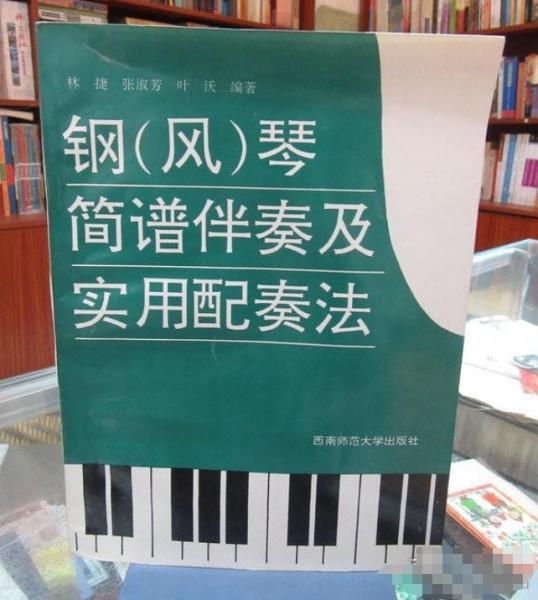 林 捷 张淑芳 叶 沃 编著
钢(风)琴
简谱伴奏及
实用配奏法
西南师范大学出版社